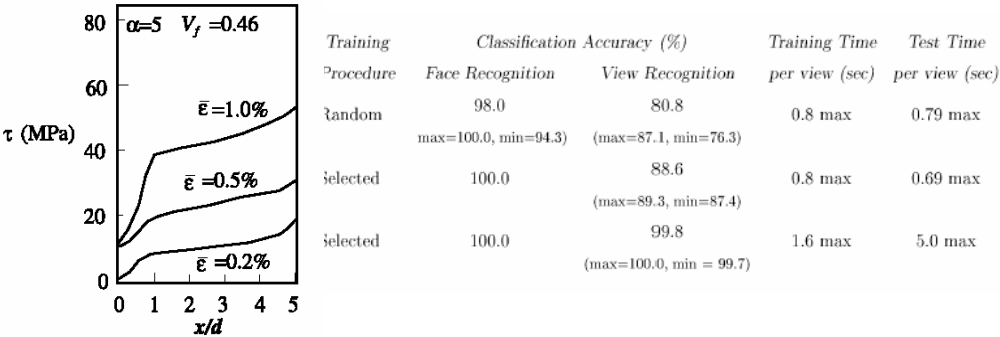 80
α=5 V_f =0.46
60
ε̄ =1.0%
τ (MPa)
40
ε̄ =0.5%
20
ε̄ =0.2%
0
0 1 2 3 4 5
x/d
Training Classification Accuracy (%) Training Time Test Time
Procedure Face Recognition View Recognition per view (sec) per view (sec)
Random 98.0 80.8 0.8 max 0.79 max
max=100.0, min=94.3) (max=87.1, min=76.3)
Selected 100.0 88.6 0.8 max 0.69 max
(max=89.3, min=87.4)
Selected 100.0 99.8 1.6 max 5.0 max
(max=100.0, min = 99.7)